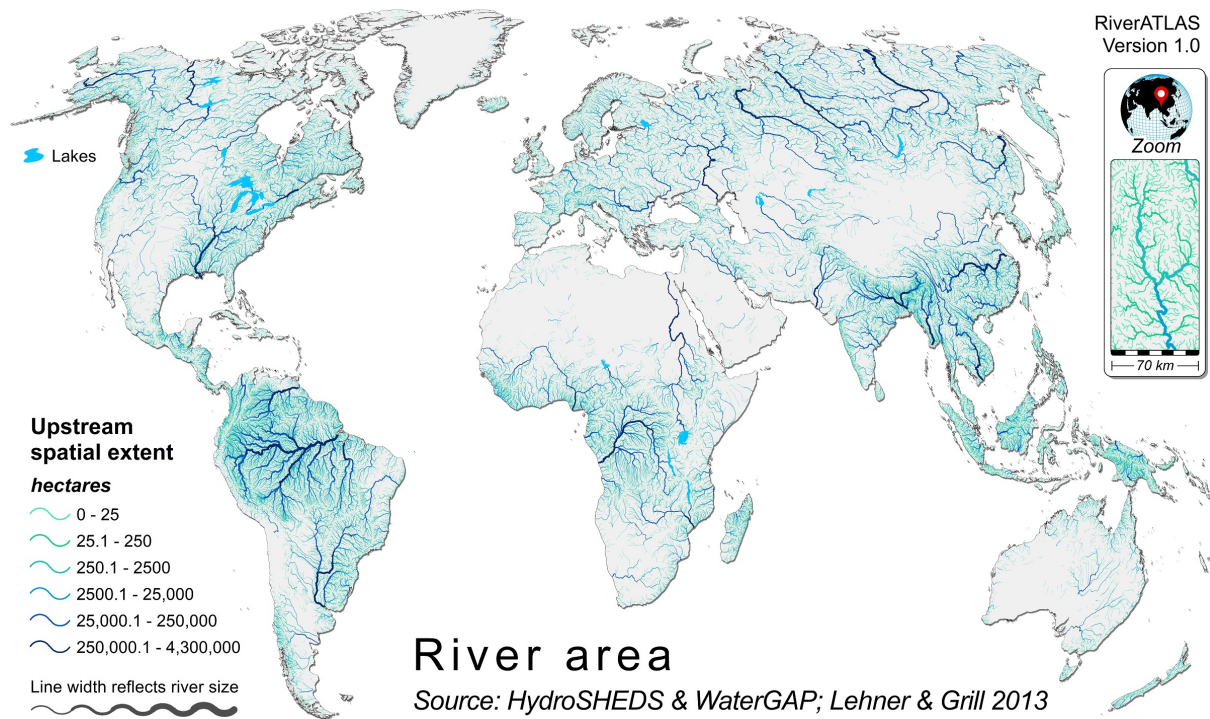 RiverATLAS
Version 1.0
Zoom
70 km
Lakes
Upstream
spatial extent
hectares
0 - 25
25.1 - 250
250.1 - 2500
2500.1 - 25,000
25,000.1 - 250,000
250,000.1 - 4,300,000
Line width reflects river size
River area
Source: HydroSHEDS & WaterGAP; Lehner & Grill 2013